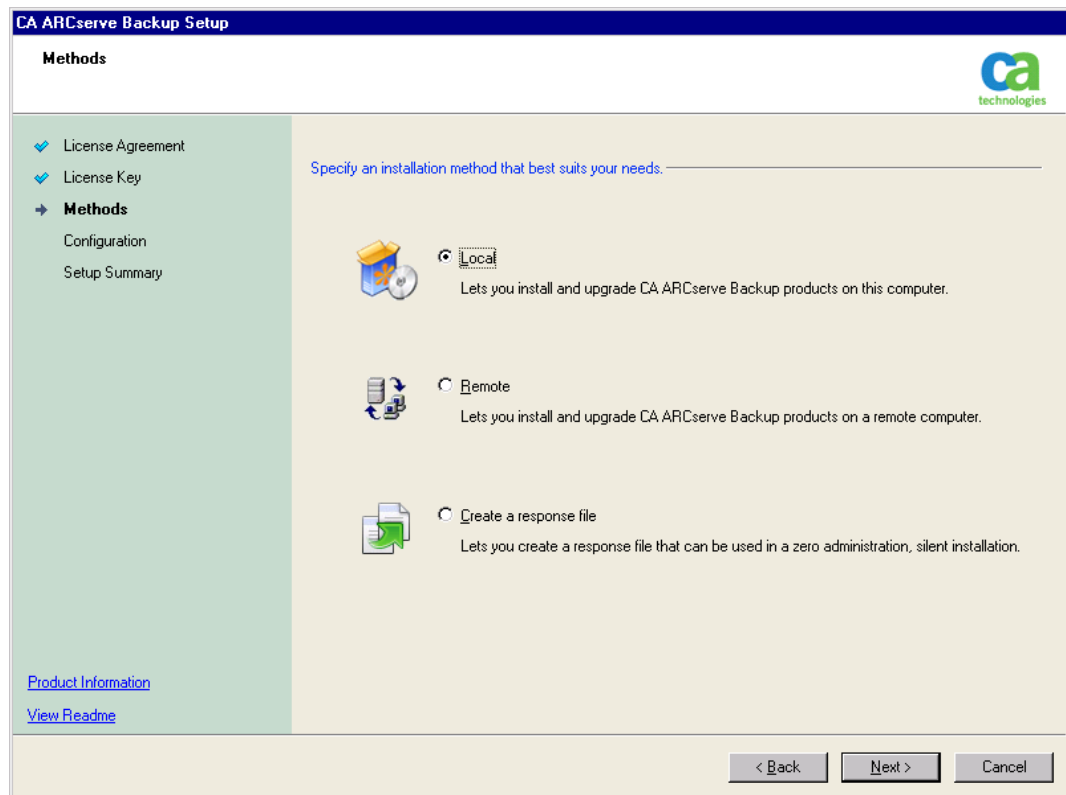 CA ARCserve Backup Setup
Methods
ca
technologies
License Agreement
License Key
Methods
Configuration
Setup Summary
Product Information
View Readme
Specify an installation method that best suits your needs.
Local
Lets you install and upgrade CA ARCserve Backup products on this computer.
Remote
Lets you install and upgrade CA ARCserve Backup products on a remote computer.
Create a response file
Lets you create a response file that can be used in a zero administration, silent installation.
< Back Next > Cancel